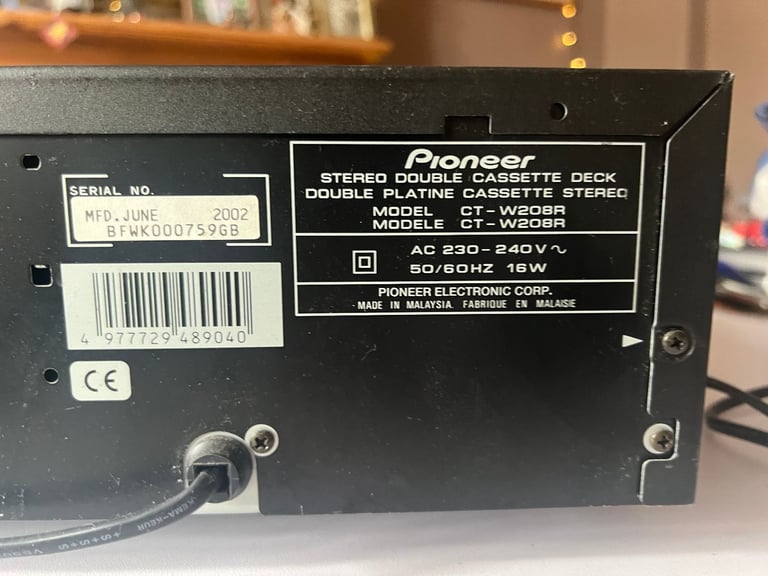 Pioneer
STEREO DOUBLE CASSETTE DECK
DOUBLE PLATINE CASSETTE STEREO
MODEL CT-W208R
MODELE CT-W208R
AC 230-240V~
50/60HZ 16W
PIONEER ELECTRONIC CORP.
MADE IN MALAYSIA. FABRIQUE EN MALAISIE
SERIAL NO.
MFD.JUNE 2002
BFWK000759GB
4 977729 489040
CE
KEMA-KEUR